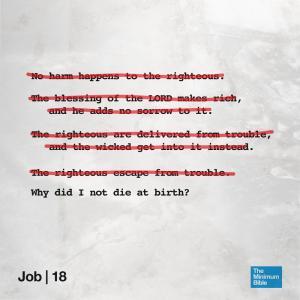 No harm happens to the righteous.
The blessing of the LORD makes rich,
and he adds no sorrow to it.
The righteous are delivered from trouble,
and the wicked get into it instead.
The righteous escape from trouble.
Why did I not die at birth?
Job | 18
The
Minimum
Bible